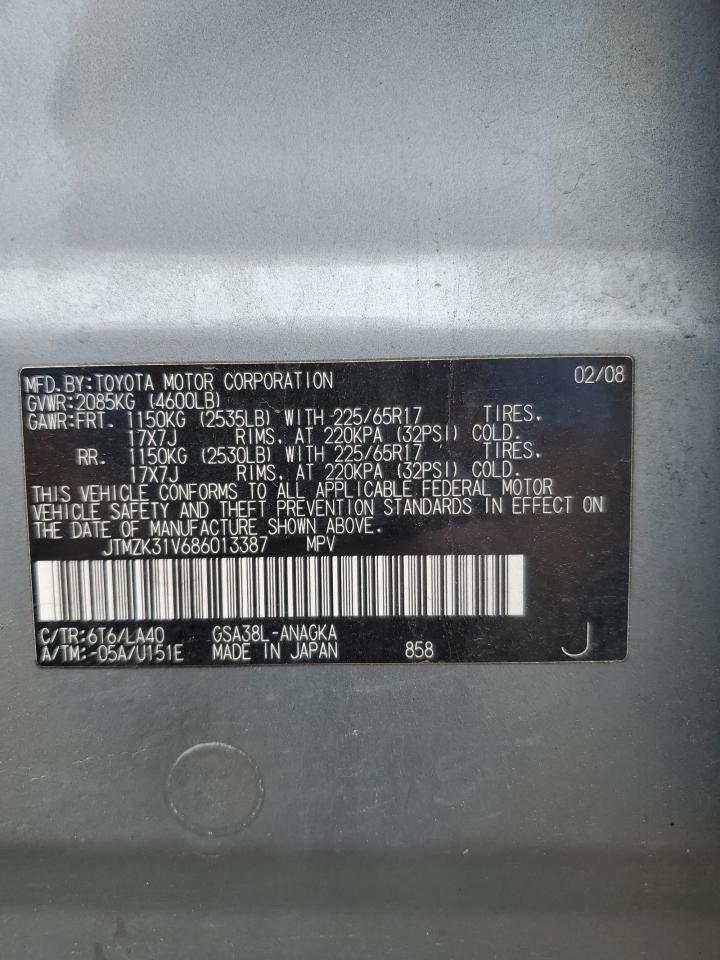 MFD.BY:TOYOTA MOTOR CORPORATION 02/08
GVWR:2085KG (4600LB)
GAWR:FRT. 1150KG (2535LB) WITH 225/65R17 TIRES.
17X7J RIMS, AT 220KPA (32PSI) COLD.
RR. 1150KG (2530LB) WITH 225/65R17 TIRES.
17X7J RIMS, AT 220KPA (32PSI) COLD.
THIS VEHICLE CONFORMS TO ALL APPLICABLE FEDERAL MOTOR
VEHICLE SAFETY AND THEFT PREVENTION STANDARDS IN EFFECT ON
THE DATE OF MANUFACTURE SHOWN ABOVE.
JTMZK31V686013387 MPV
C/TR:6T6/LA40 GSA38L-ANAGKA
A/TM:-05A/U151E MADE IN JAPAN 858 J